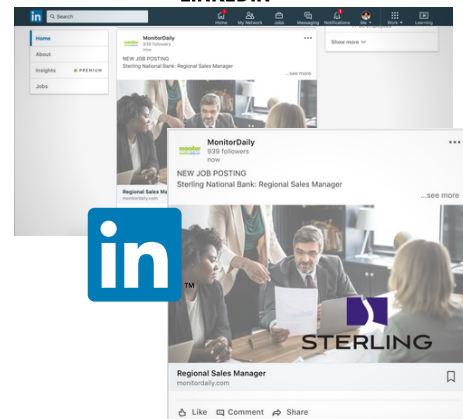 LINKEDIN
in Search
Home My Network Jobs Messaging Notifications Me Work Learning
Home
About
Insights PREMIUM
Jobs
Show more
MonitorDaily
939 followers
now
NEW JOB POSTING
Sterling National Bank: Regional Sales Manager
...see more
Regional Sales Ma
monitordaily.com
monitor
MonitorDaily
939 followers
now
NEW JOB POSTING
Sterling National Bank: Regional Sales Manager
...see more
in
TM
STERLING
Regional Sales Manager
monitordaily.com
Like Comment Share